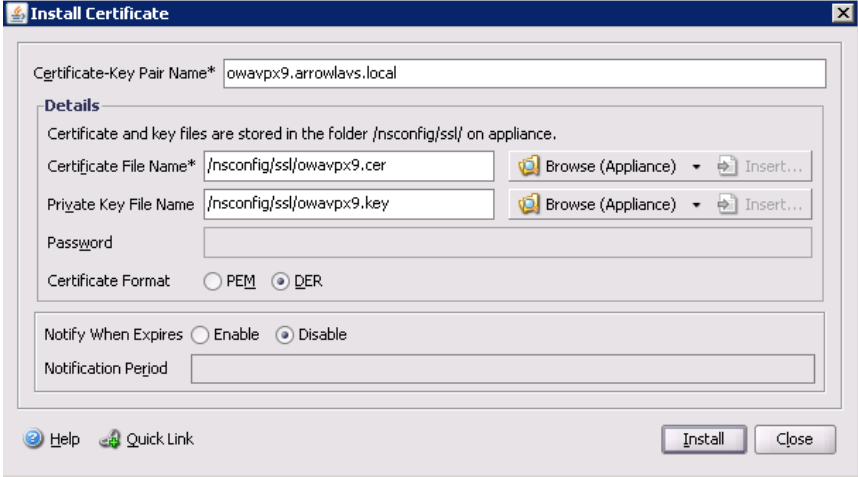 Install Certificate
Certificate-Key Pair Name* owavpx9.arrowlavs.local
Details
Certificate and key files are stored in the folder /nsconfig/ssl/ on appliance.
Certificate File Name* /nsconfig/ssl/owavpx9.cer Browse (Appliance) Insert...
Private Key File Name /nsconfig/ssl/owavpx9.key Browse (Appliance) Insert...
Password
Certificate Format PEM DER
Notify When Expires Enable Disable
Notification Period
Help Quick Link Install Close